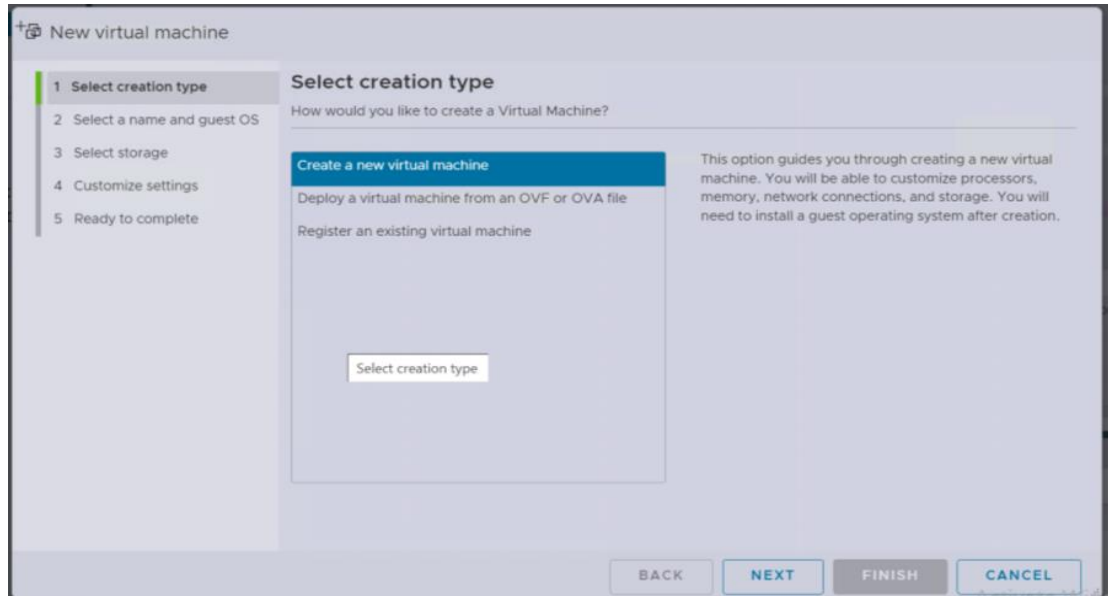 New virtual machine
1 Select creation type
2 Select a name and guest OS
3 Select storage
4 Customize settings
5 Ready to complete
Select creation type
How would you like to create a Virtual Machine?
Create a new virtual machine
Deploy a virtual machine from an OVF or OVA file
Register an existing virtual machine
This option guides you through creating a new virtual
machine. You will be able to customize processors,
memory, network connections, and storage. You will
need to install a guest operating system after creation.
Select creation type
BACK NEXT FINISH CANCEL